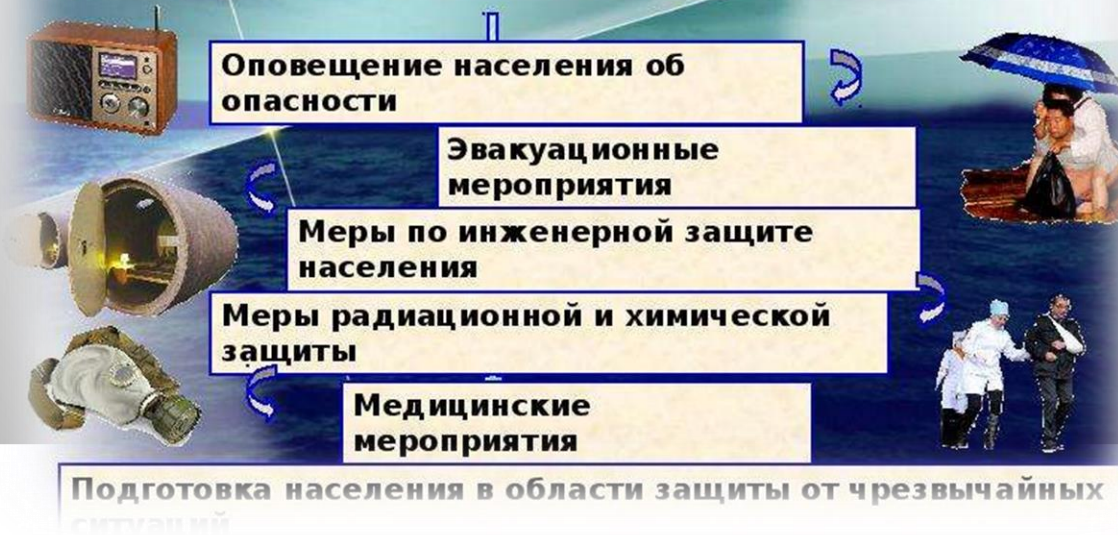 Оповещение населения об
опасности
Эвакуационные
мероприятия
Меры по инженерной защите
населения
Меры радиационной и химической
защиты
Медицинские
мероприятия
Подготовка населения в области защиты от чрезвычайных
ситуаций